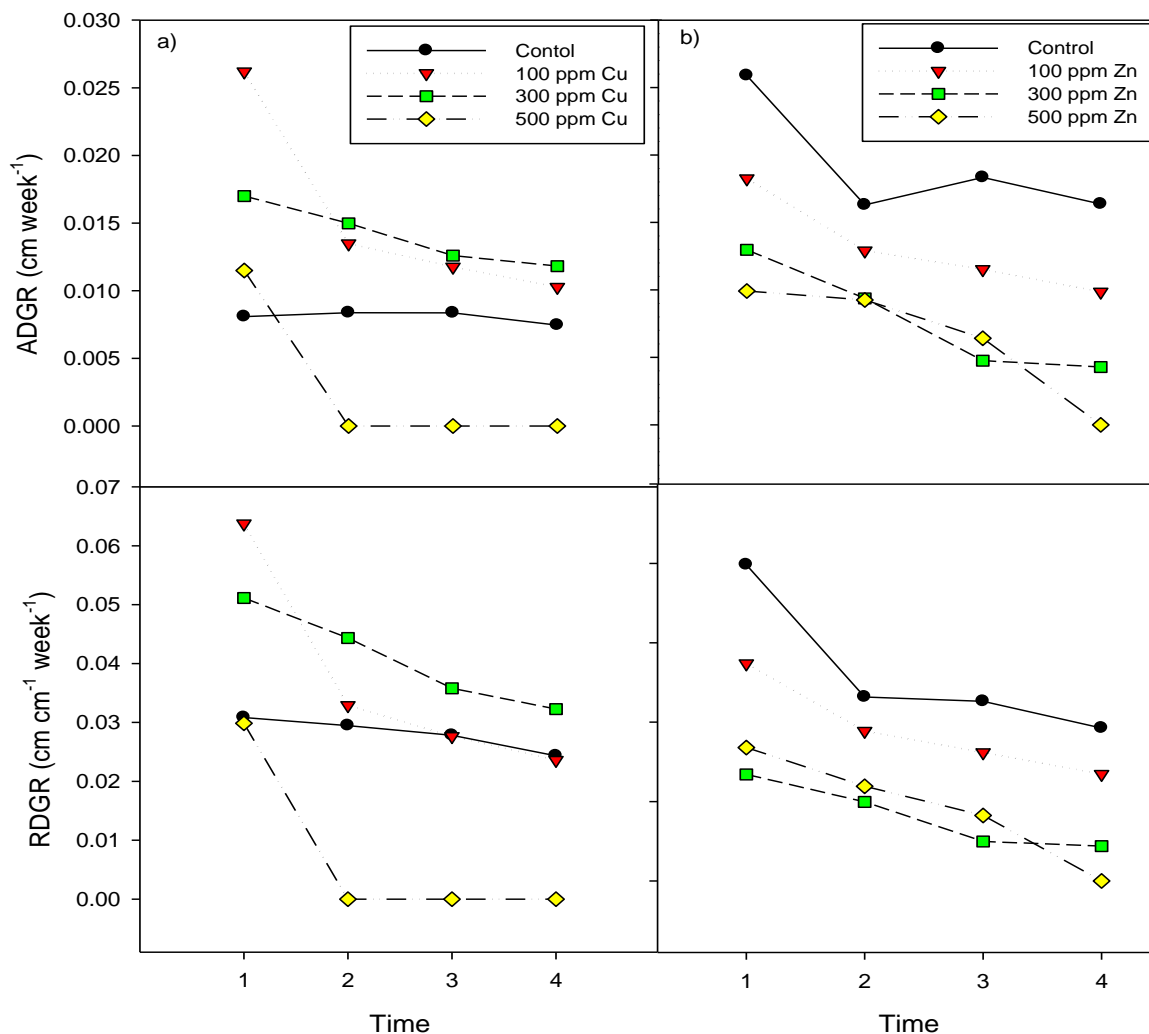 a)
Contol
100 ppm Cu
300 ppm Cu
500 ppm Cu
b)
Control
100 ppm Zn
300 ppm Zn
500 ppm Zn
ADGR (cm week⁻¹)
0.030
0.025
0.020
0.015
0.010
0.005
0.000
RDGR (cm cm⁻¹ week⁻¹)
0.07
0.06
0.05
0.04
0.03
0.02
0.01
0.00
1 2 3 4
Time
1 2 3 4
Time